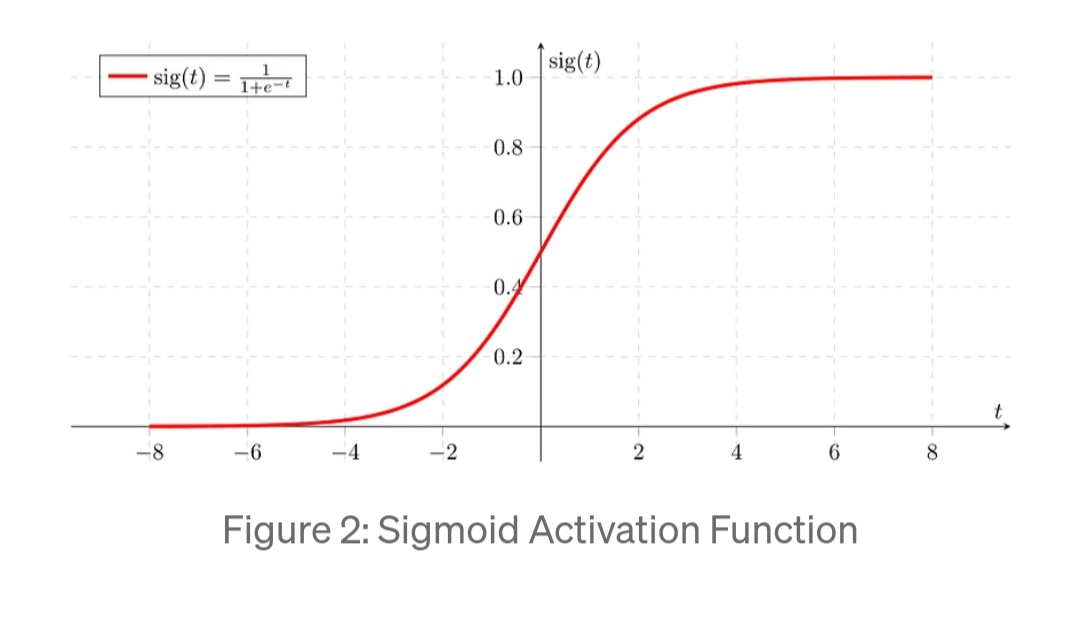 sig(t) = 1/(1+e^{-t})
sig(t)
1.0
0.8
0.6
0.4
0.2
t
−8 −6 −4 −2 2 4 6 8
Figure 2: Sigmoid Activation Function